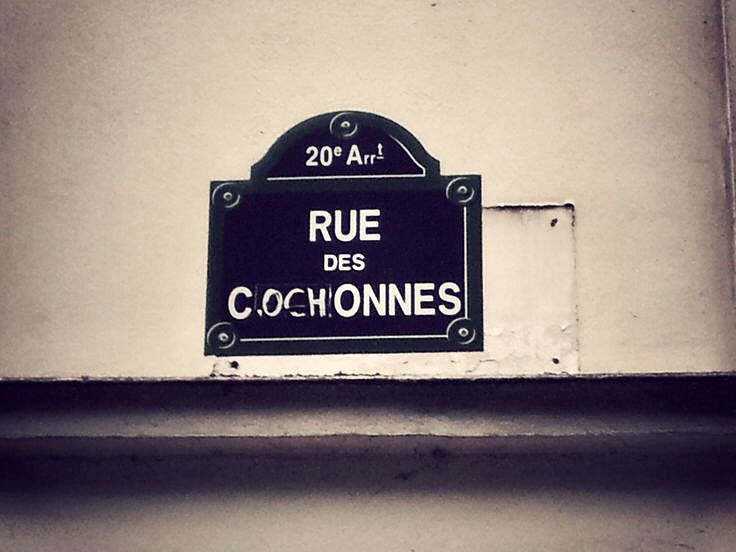 20e Arrt
RUE
DES
COCHONNES